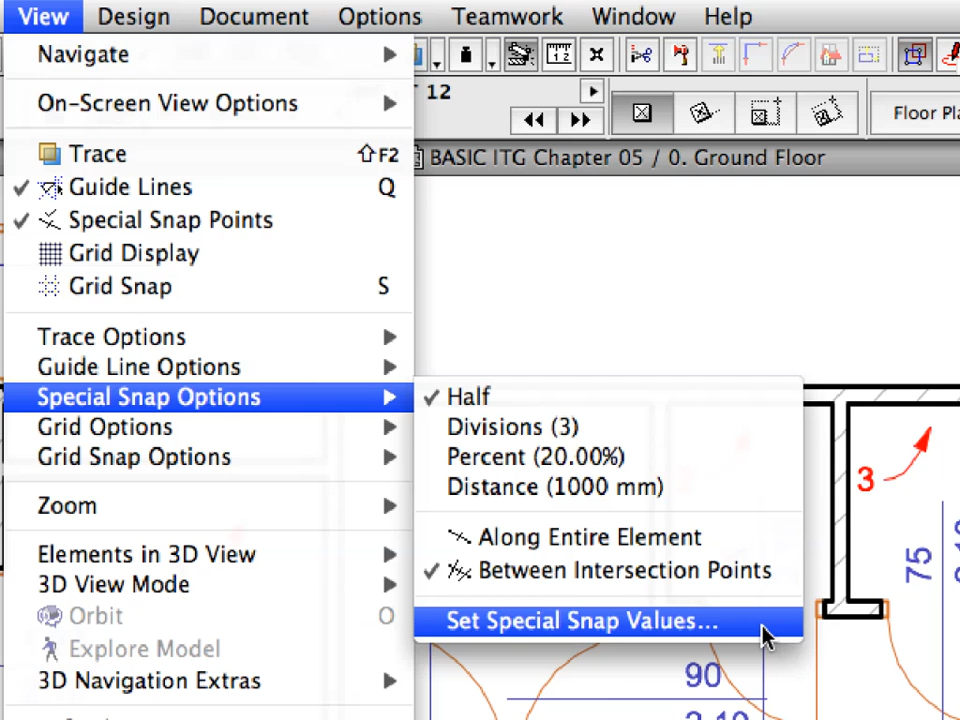 View Design Document Options Teamwork Window Help
Navigate
On-Screen View Options
Trace ⇧F2
Guide Lines Q
Special Snap Points
Grid Display
Grid Snap S
Trace Options
Guide Line Options
Special Snap Options
Grid Options
Grid Snap Options
Zoom
Elements in 3D View
3D View Mode
Orbit O
Explore Model
3D Navigation Extras
Half
Divisions (3)
Percent (20.00%)
Distance (1000 mm)
Along Entire Element
Between Intersection Points
Set Special Snap Values...
12
Floor Pla
BASIC ITG Chapter 05 / 0. Ground Floor
3
75
90